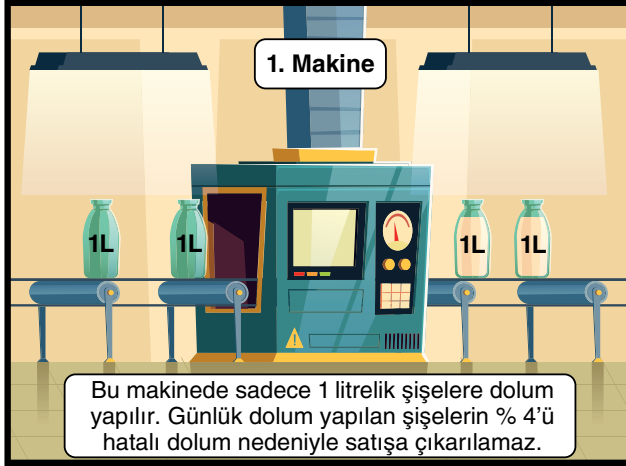 1. Makine
1L
1L
1L
1L
Bu makinede sadece 1 litrelik şişelere dolum
yapılır. Günlük dolum yapılan şişelerin % 4'ü
hatalı dolum nedeniyle satışa çıkarılamaz.